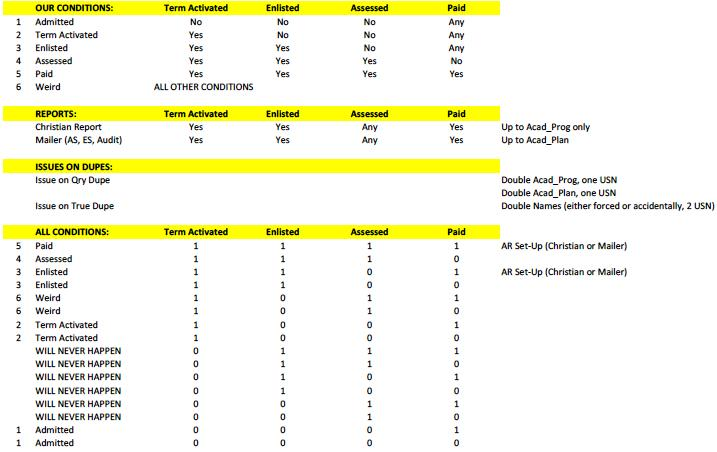 OUR CONDITIONS: Term Activated Enlisted Assessed Paid
1 Admitted No No No Any
2 Term Activated Yes No No Any
3 Enlisted Yes Yes No Any
4 Assessed Yes Yes Yes No
5 Paid Yes Yes Yes Yes
6 Weird ALL OTHER CONDITIONS
REPORTS: Term Activated Enlisted Assessed Paid
Christian Report Yes Yes Any Yes Up to Acad_Prog only
Mailer (AS, ES, Audit) Yes Yes Any Yes Up to Acad_Plan
ISSUES ON DUPES:
Issue on Qry Dupe Double Acad_Prog, one USN
Double Acad_Plan, one USN
Issue on True Dupe Double Names (either forced or accidentally, 2 USN)
ALL CONDITIONS: Term Activated Enlisted Assessed Paid
5 Paid 1 1 1 1 AR Set-Up (Christian or Mailer)
4 Assessed 1 1 1 0
3 Enlisted 1 1 0 1 AR Set-Up (Christian or Mailer)
3 Enlisted 1 1 0 0
6 Weird 1 0 1 1
6 Weird 1 0 1 0
2 Term Activated 1 0 0 1
2 Term Activated 1 0 0 0
WILL NEVER HAPPEN 0 1 1 1
WILL NEVER HAPPEN 0 1 1 0
WILL NEVER HAPPEN 0 1 0 1
WILL NEVER HAPPEN 0 1 0 0
WILL NEVER HAPPEN 0 0 1 1
WILL NEVER HAPPEN 0 0 1 0
1 Admitted 0 0 0 1
1 Admitted 0 0 0 0